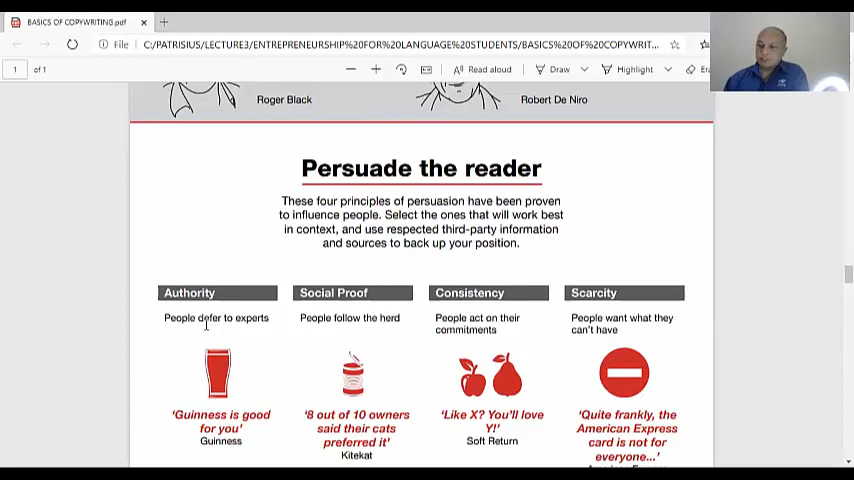 BASICS OF COPYWRITING.pdf
File
C:/PATRISIUS/LECTURE3/ENTREPRENEURSHIP%20FOR%20LANGUAGE%20STUDENTS/BASICS%20OF%20COPYWRIT...
1 of 1
Read aloud
Draw
Highlight
Era
Roger Black
Robert De Niro
Persuade the reader
These four principles of persuasion have been proven
to influence people. Select the ones that will work best
in context, and use respected third-party information
and sources to back up your position.
Authority
People defer to experts
'Guinness is good
for you'
Guinness
Social Proof
People follow the herd
'8 out of 10 owners
said their cats
preferred it'
Kitekat
Consistency
People act on their
commitments
'Like X? You'll love
Y!'
Soft Return
Scarcity
People want what they
can't have
'Quite frankly, the
American Express
card is not for
everyone...'